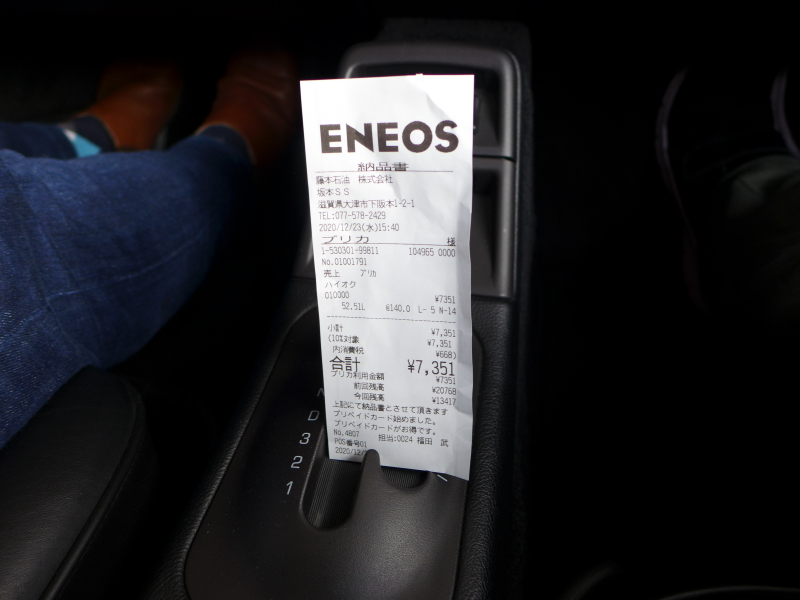 ENEOS
納品書
藤本石油 株式会社
坂本SS
滋賀県大津市下阪本1-2-1
TEL:077-578-2429
2020/12/23(水)15:40
プリカ 様
1-530301-99811 104965 0000
No.01001791
売上 プリカ
ハイオク
010000 ¥7351
52.51L @140.0 L- 5 N-14
小計 ¥7,351
(10%対象 ¥7,351
内消費税 ¥668)
合計 ¥7,351
プリカ利用金額 ¥7351
前回残高 ¥20768
今回残高 ¥13417
上記にて納品書とさせて頂きます
プリペイドカード始めました。
プリペイドカードがお得です。
No.4807 担当:0024 福田 武
POS番号01
2020/12/
N
D
3
2
1